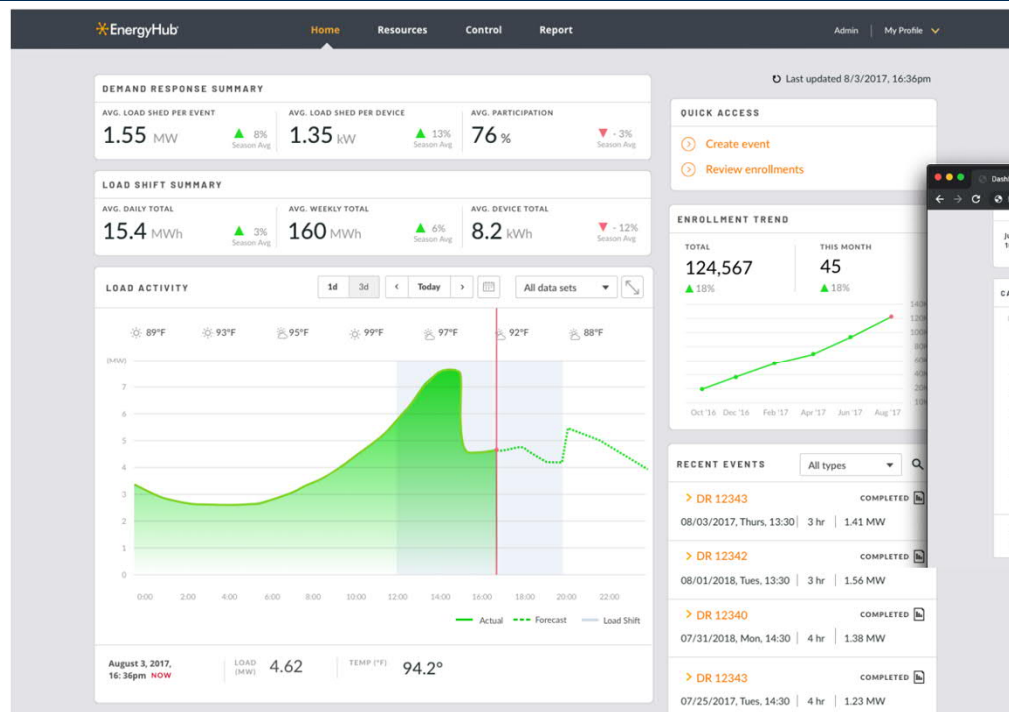 EnergyHub
Home Resources Control Report
Admin My Profile
Last updated 8/3/2017, 16:36pm
DEMAND RESPONSE SUMMARY
AVG. LOAD SHED PER EVENT
1.55 MW
8%
Season Avg
AVG. LOAD SHED PER DEVICE
1.35 kW
13%
Season Avg
AVG. PARTICIPATION
76 %
- 3%
Season Avg
LOAD SHIFT SUMMARY
AVG. DAILY TOTAL
15.4 MWh
3%
Season Avg
AVG. WEEKLY TOTAL
160 MWh
6%
Season Avg
AVG. DEVICE TOTAL
8.2 kWh
- 12%
Season Avg
LOAD ACTIVITY
1d 3d < Today > All data sets
89°F 93°F 95°F 99°F 97°F 92°F 88°F
(MW)
7
6
5
4
3
2
1
0
0:00 2:00 4:00 6:00 8:00 10:00 12:00 14:00 16:00 18:00 20:00 22:00
Actual Forecast Load Shift
August 3, 2017,
16: 36pm NOW
LOAD
(MW)
4.62
TEMP (°F)
94.2°
QUICK ACCESS
Create event
Review enrollments
ENROLLMENT TREND
TOTAL
124,567
18%
THIS MONTH
45
18%
Oct '16 Dec '16 Feb '17 Apr '17 Jun '17 Aug '17
RECENT EVENTS All types
DR 12343 COMPLETED
08/03/2017, Thurs, 13:30 3 hr 1.41 MW
DR 12342 COMPLETED
08/01/2018, Tues, 13:30 3 hr 1.56 MW
DR 12340 COMPLETED
07/31/2018, Mon, 14:30 4 hr 1.38 MW
DR 12343 COMPLETED
07/25/2017, Tues, 14:30 4 hr 1.23 MW